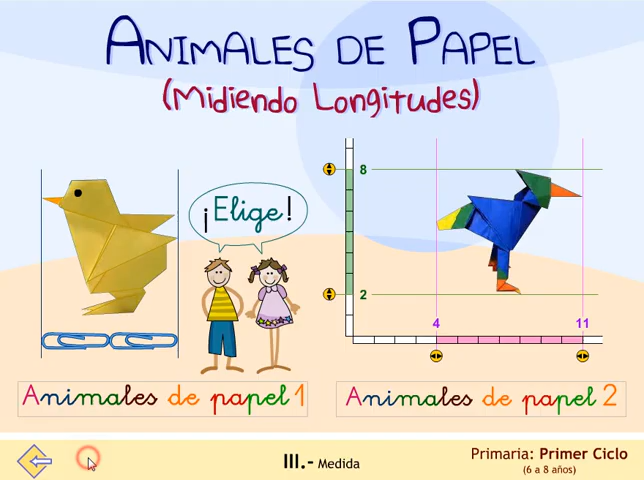 Animales de Papel
(Midiendo Longitudes)
¡Elige!
8
2
4 11
Animales de papel 1
Animales de papel 2
III.- Medida
Primaria: Primer Ciclo
(6 a 8 años)